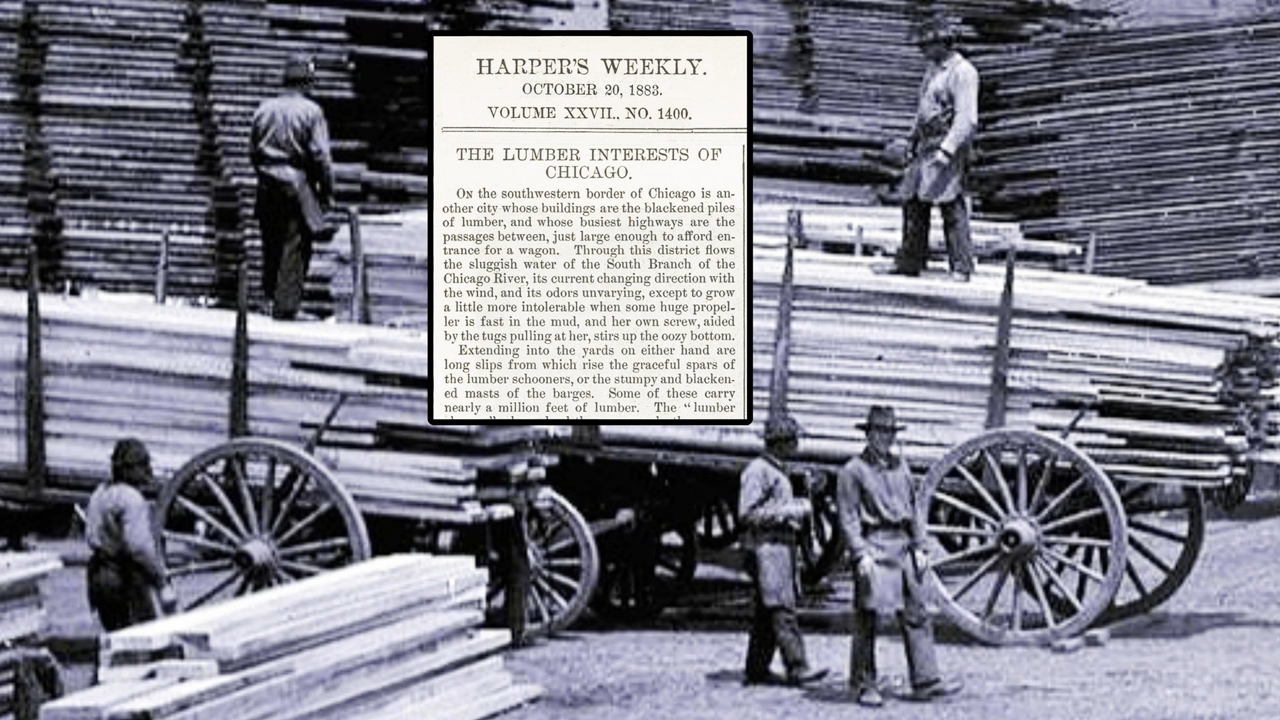 HARPER'S WEEKLY.
OCTOBER 20, 1883.
VOLUME XXVII., NO. 1400.
THE LUMBER INTERESTS OF
CHICAGO.
On the southwestern border of Chicago is an-
other city whose buildings are the blackened piles
of lumber, and whose busiest highways are the
passages between, just large enough to afford en-
trance for a wagon. Through this district flows
the sluggish water of the South Branch of the
Chicago River, its current changing direction with
the wind, and its odors unvarying, except to grow
a little more intolerable when some huge propel-
ler is fast in the mud, and her own screw, aided
by the tugs pulling at her, stirs up the oozy bottom.
Extending into the yards on either hand are
long slips from which rise the graceful spars of
the lumber schooners, or the stumpy and blacken-
ed masts of the barges. Some of these carry
nearly a million feet of lumber. The "lumber